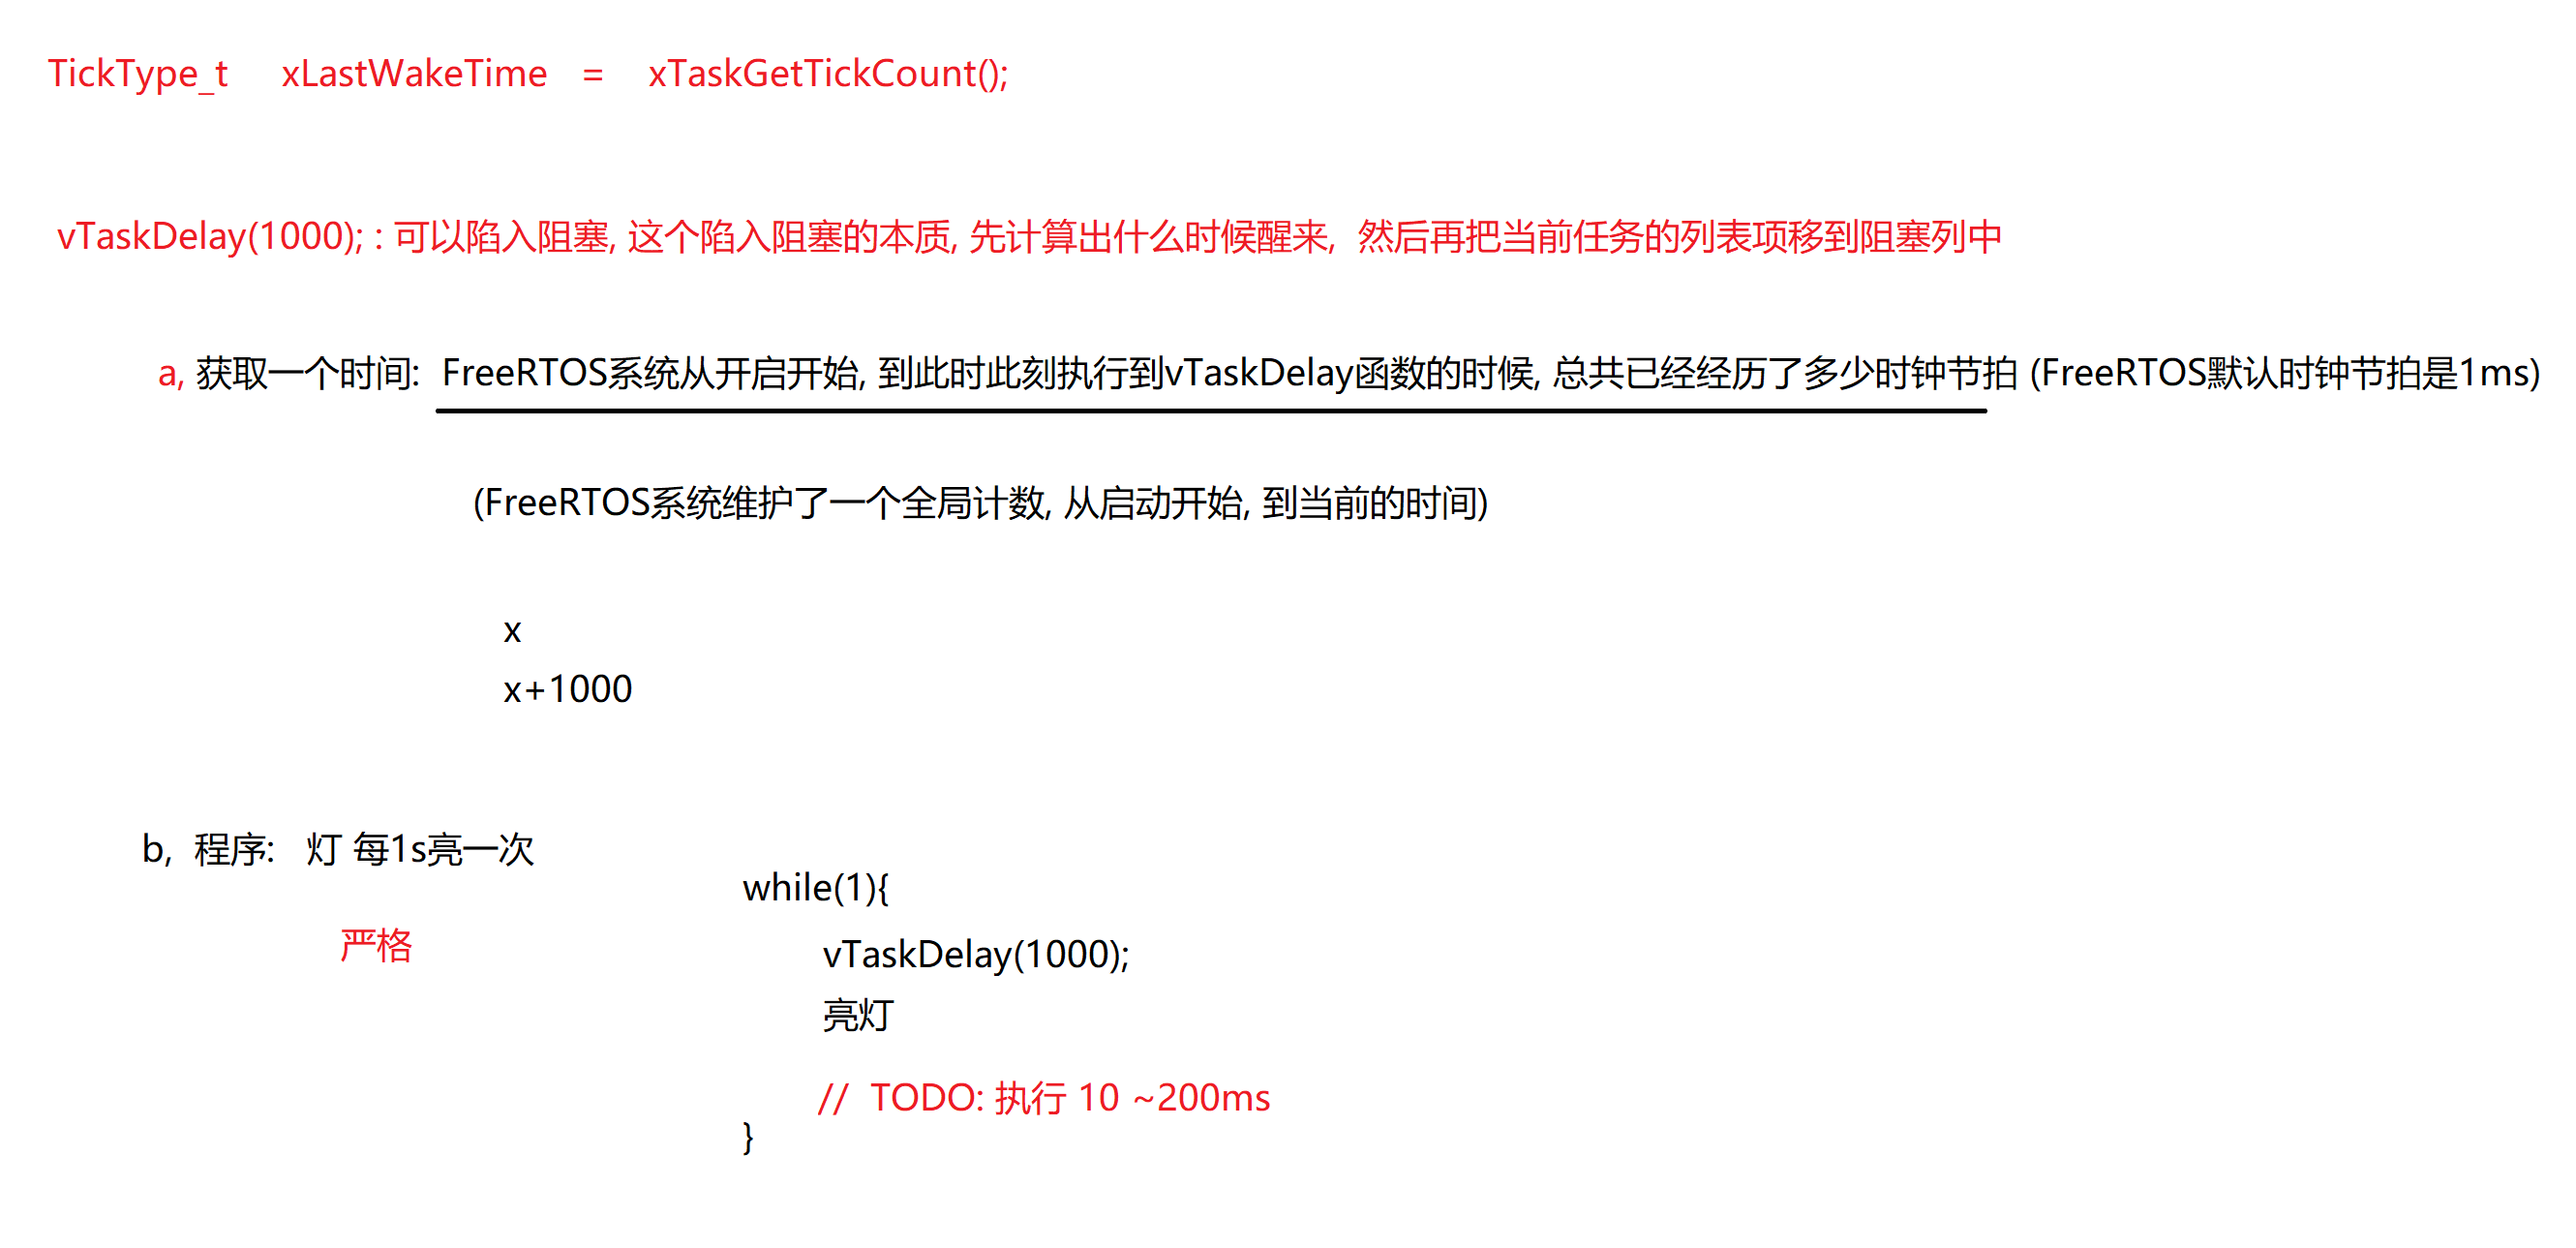 TickType_t xLastWakeTime = xTaskGetTickCount();
vTaskDelay(1000); : 可以陷入阻塞, 这个陷入阻塞的本质, 先计算出什么时候醒来, 然后再把当前任务的列表项移到阻塞列中
a, 获取一个时间: FreeRTOS系统从开启开始, 到此时此刻执行到vTaskDelay函数的时候, 总共已经经历了多少时钟节拍 (FreeRTOS默认时钟节拍是1ms)
(FreeRTOS系统维护了一个全局计数, 从启动开始, 到当前的时间)
x
x+1000
b, 程序: 灯 每1s亮一次
严格
while(1){
vTaskDelay(1000);
亮灯
// TODO: 执行 10 ~200ms
}